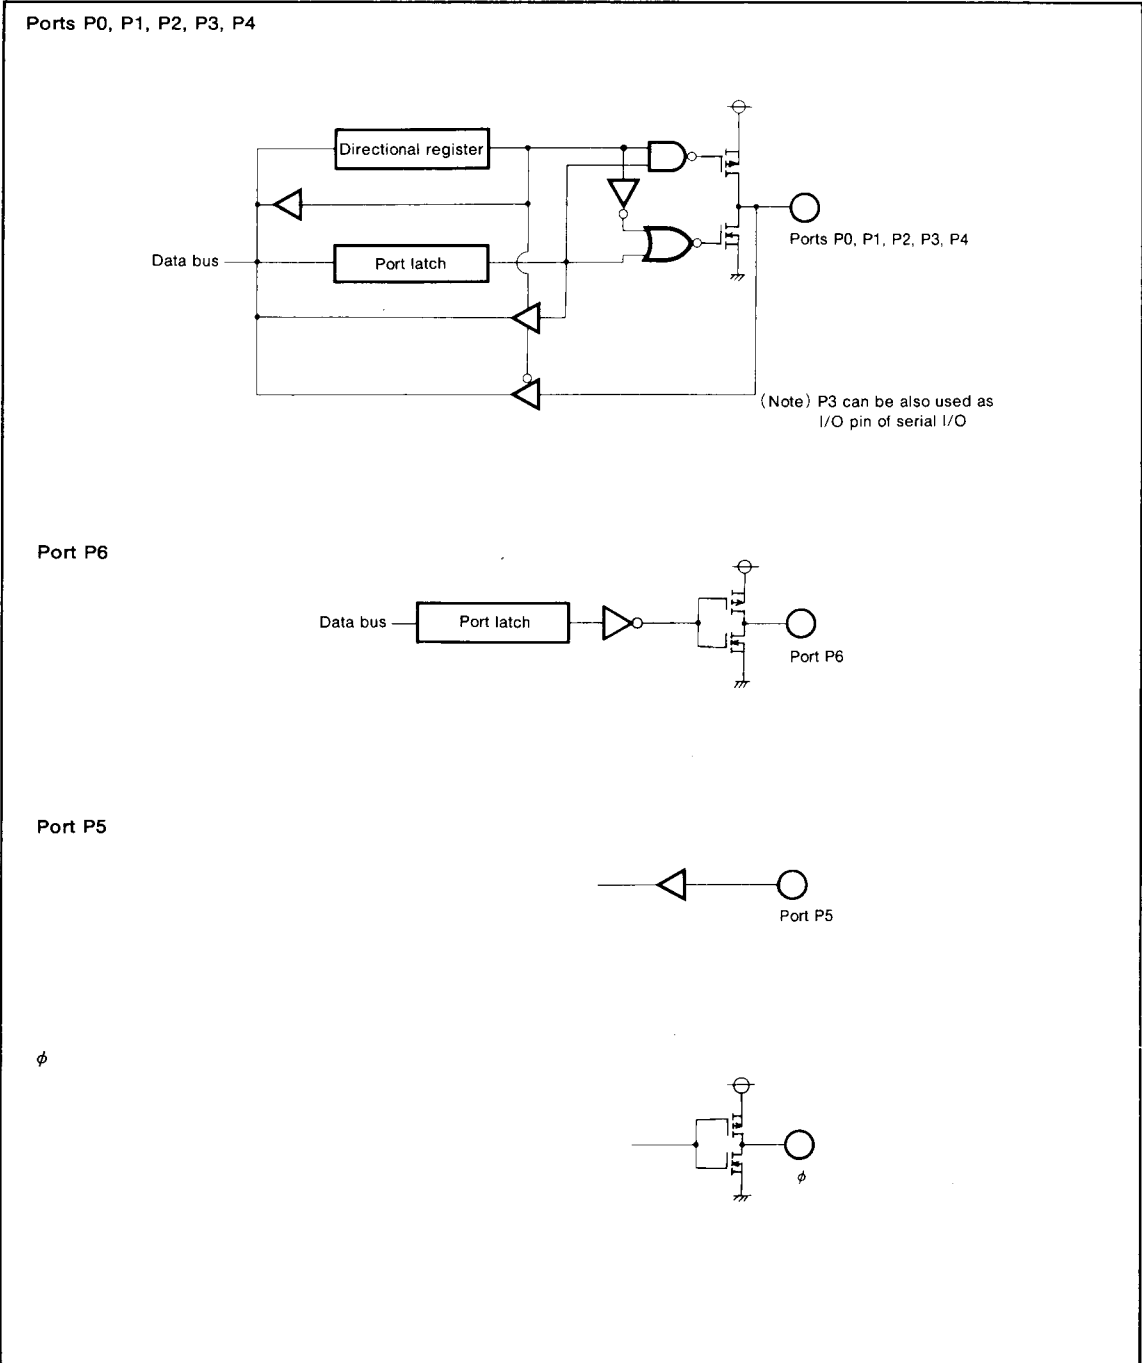 Ports P0, P1, P2, P3, P4
Directional register
Ports P0, P1, P2, P3, P4
Data bus
Port latch
(Note) P3 can be also used as
I/O pin of serial I/O
Port P6
Data bus
Port latch
Port P6
Port P5
Port P5
ϕ
ϕ